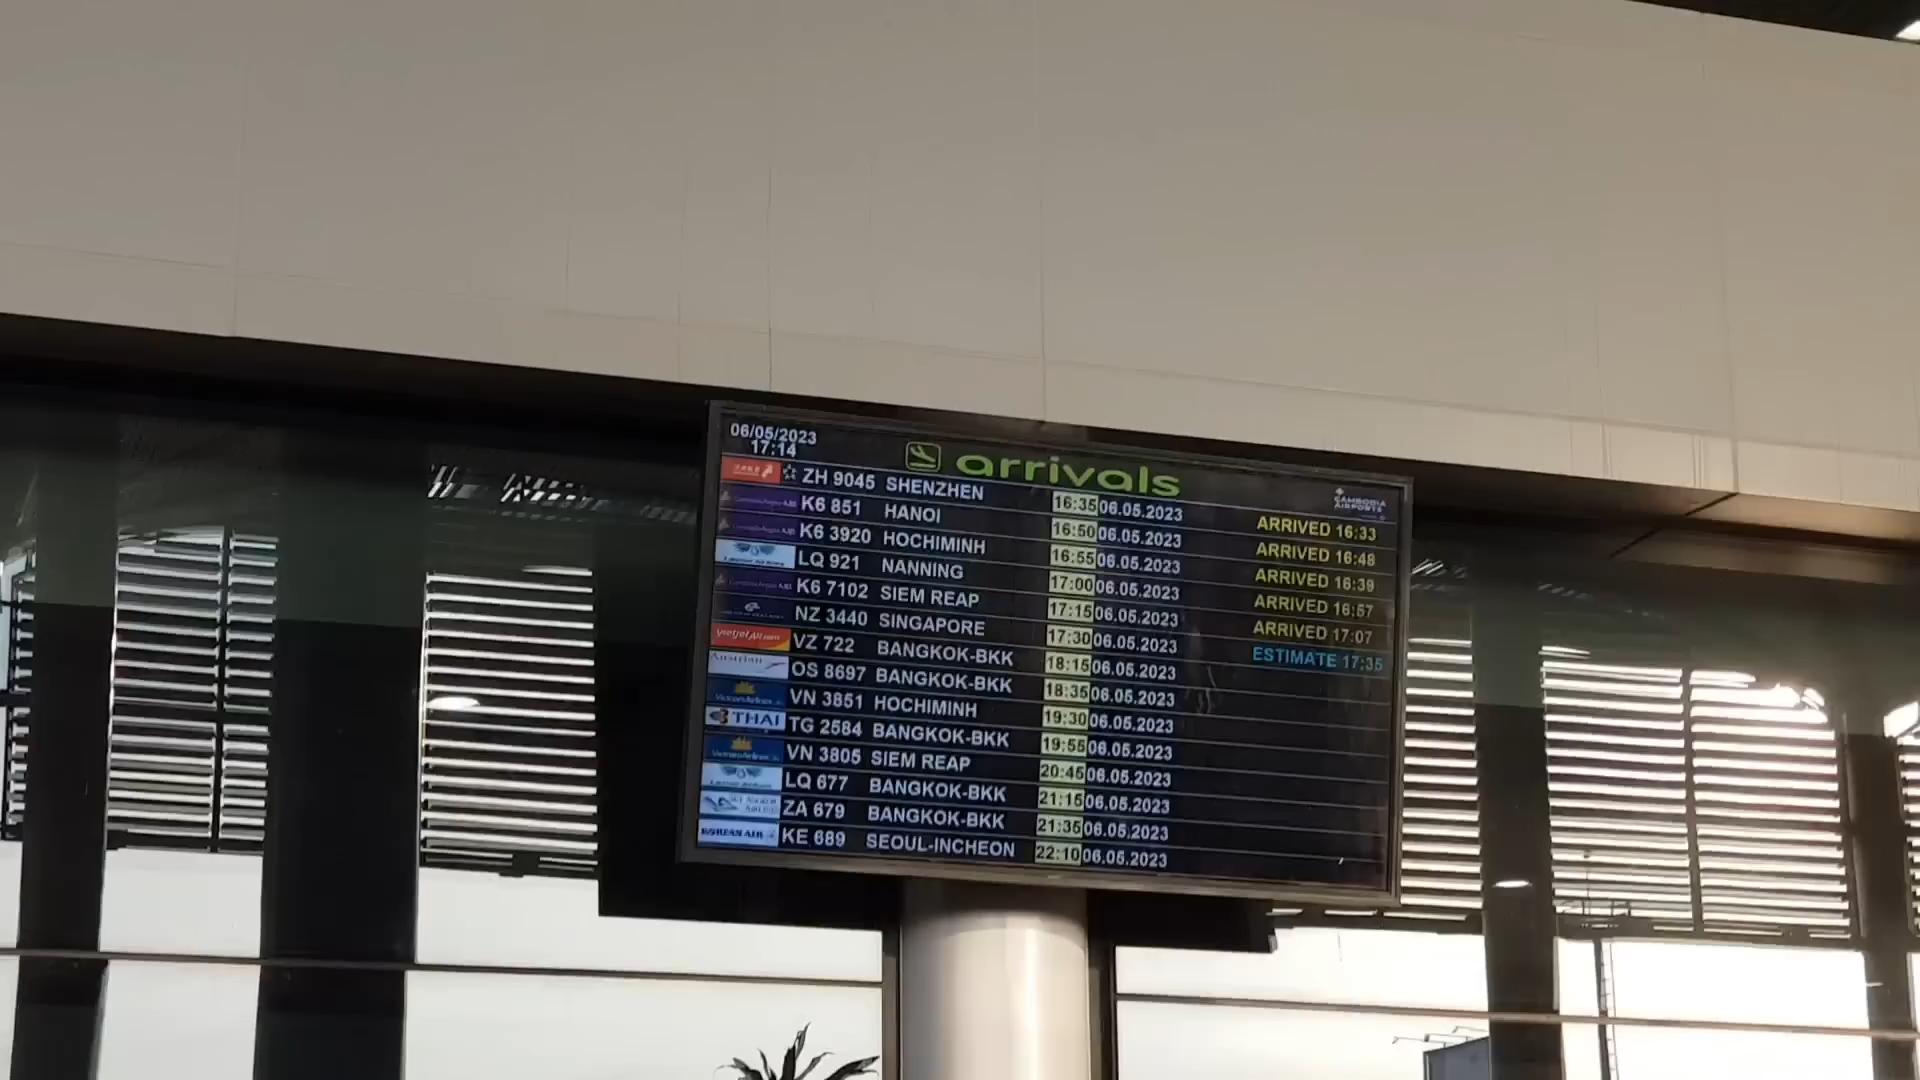 06/05/2023
17:14
arrivals
CAMBODIA AIRPORTS
ZH 9045 SHENZHEN 16:35 06.05.2023 ARRIVED 16:33
K6 851 HANOI 16:50 06.05.2023 ARRIVED 16:48
K6 3920 HOCHIMINH 16:55 06.05.2023 ARRIVED 16:39
LQ 921 NANNING 17:00 06.05.2023 ARRIVED 16:57
K6 7102 SIEM REAP 17:15 06.05.2023 ARRIVED 17:07
NZ 3440 SINGAPORE 17:30 06.05.2023 ESTIMATE 17:35
vietjetAir.com VZ 722 BANGKOK-BKK 18:15 06.05.2023
Austrian OS 8697 BANGKOK-BKK 18:35 06.05.2023
Vietnam Airlines VN 3851 HOCHIMINH 19:30 06.05.2023
THAI TG 2584 BANGKOK-BKK 19:55 06.05.2023
Vietnam Airlines VN 3805 SIEM REAP 20:45 06.05.2023
LQ 677 BANGKOK-BKK 21:15 06.05.2023
ZA 679 BANGKOK-BKK 21:35 06.05.2023
KOREAN AIR KE 689 SEOUL-INCHEON 22:10 06.05.2023